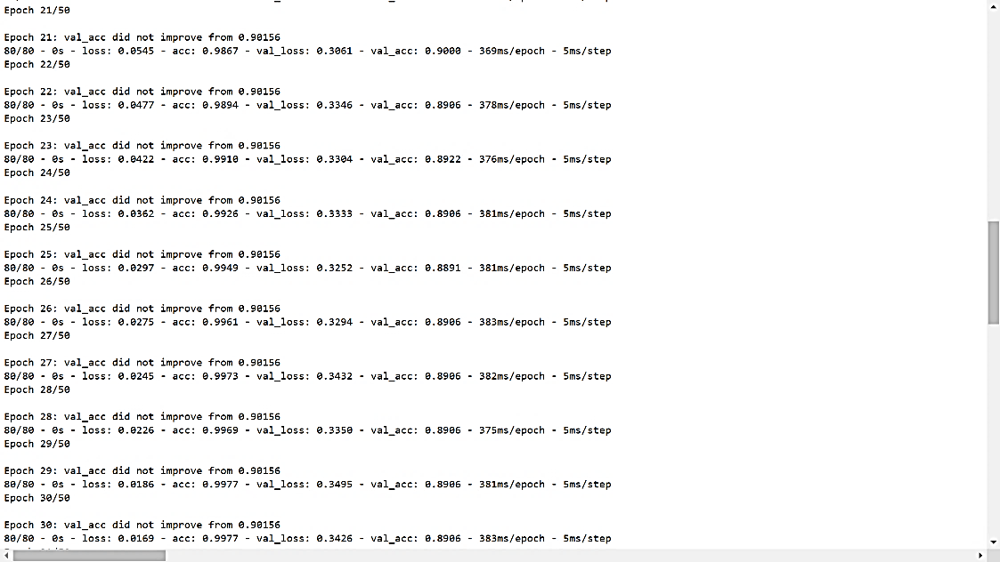 Epoch 21/50
Epoch 21: val_acc did not improve from 0.90156
80/80 - 0s - loss: 0.0545 - acc: 0.9867 - val_loss: 0.3061 - val_acc: 0.9000 - 369ms/epoch - 5ms/step
Epoch 22/50
Epoch 22: val_acc did not improve from 0.90156
80/80 - 0s - loss: 0.0477 - acc: 0.9894 - val_loss: 0.3346 - val_acc: 0.8906 - 378ms/epoch - 5ms/step
Epoch 23/50
Epoch 23: val_acc did not improve from 0.90156
80/80 - 0s - loss: 0.0422 - acc: 0.9910 - val_loss: 0.3304 - val_acc: 0.8922 - 376ms/epoch - 5ms/step
Epoch 24/50
Epoch 24: val_acc did not improve from 0.90156
80/80 - 0s - loss: 0.0362 - acc: 0.9926 - val_loss: 0.3333 - val_acc: 0.8906 - 381ms/epoch - 5ms/step
Epoch 25/50
Epoch 25: val_acc did not improve from 0.90156
80/80 - 0s - loss: 0.0297 - acc: 0.9949 - val_loss: 0.3252 - val_acc: 0.8891 - 381ms/epoch - 5ms/step
Epoch 26/50
Epoch 26: val_acc did not improve from 0.90156
80/80 - 0s - loss: 0.0275 - acc: 0.9961 - val_loss: 0.3294 - val_acc: 0.8906 - 383ms/epoch - 5ms/step
Epoch 27/50
Epoch 27: val_acc did not improve from 0.90156
80/80 - 0s - loss: 0.0245 - acc: 0.9973 - val_loss: 0.3432 - val_acc: 0.8906 - 382ms/epoch - 5ms/step
Epoch 28/50
Epoch 28: val_acc did not improve from 0.90156
80/80 - 0s - loss: 0.0226 - acc: 0.9969 - val_loss: 0.3350 - val_acc: 0.8906 - 375ms/epoch - 5ms/step
Epoch 29/50
Epoch 29: val_acc did not improve from 0.90156
80/80 - 0s - loss: 0.0186 - acc: 0.9977 - val_loss: 0.3495 - val_acc: 0.8906 - 381ms/epoch - 5ms/step
Epoch 30/50
Epoch 30: val_acc did not improve from 0.90156
80/80 - 0s - loss: 0.0169 - acc: 0.9977 - val_loss: 0.3426 - val_acc: 0.8906 - 383ms/epoch - 5ms/step